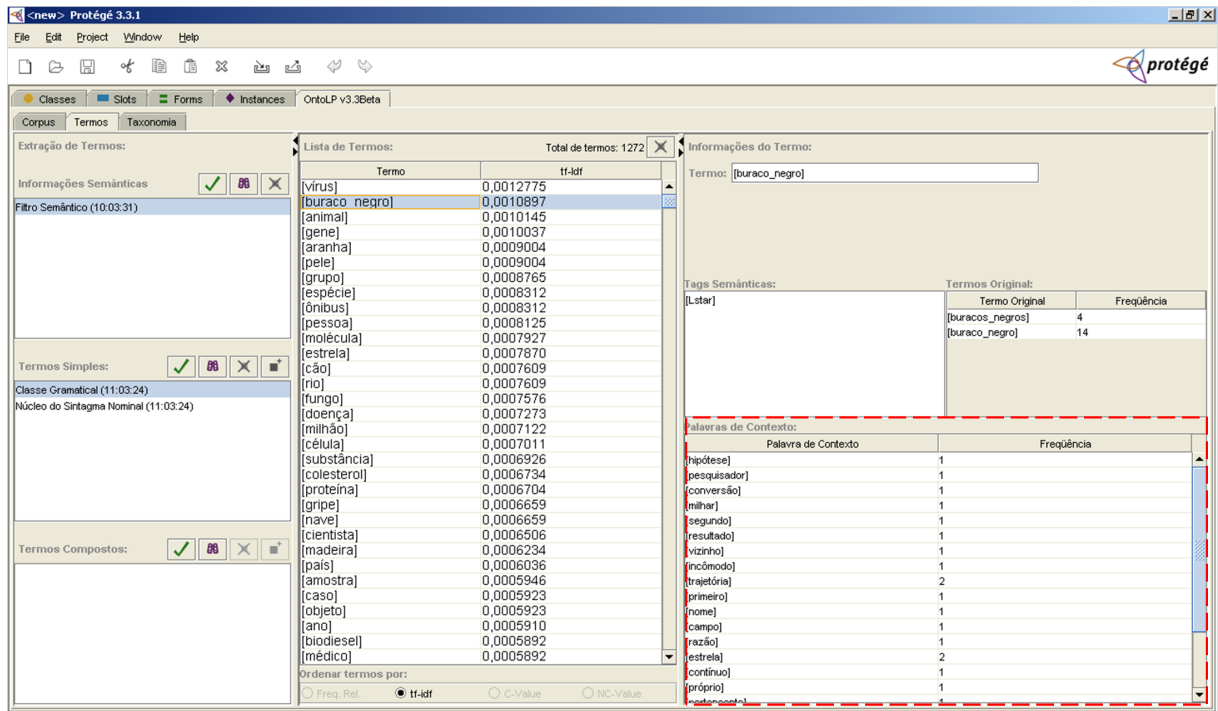 <new> Protégé 3.3.1
File Edit Project Window Help
protégé
Classes Slots Forms Instances OntoLP v3.3Beta
Corpus Termos Taxonomia
Extração de Termos:
Informações Semânticas
Filtro Semântico (10:03:31)
Termos Simples:
Classe Gramatical (11:03:24)
Núcleo do Sintagma Nominal (11:03:24)
Termos Compostos:
Lista de Termos: Total de termos: 1272
Termo tf-Idf
[vírus] 0,0012775
[buraco_negro] 0,0010897
[animal] 0,0010145
[gene] 0,0010037
[aranha] 0,0009004
[pele] 0,0009004
[grupo] 0,0008765
[espécie] 0,0008312
[ônibus] 0,0008312
[pessoa] 0,0008125
[molécula] 0,0007927
[estrela] 0,0007870
[cão] 0,0007609
[rio] 0,0007609
[fungo] 0,0007576
[doença] 0,0007273
[milhão] 0,0007122
[célula] 0,0007011
[substância] 0,0006926
[colesterol] 0,0006734
[proteína] 0,0006704
[gripe] 0,0006659
[nave] 0,0006659
[cientista] 0,0006506
[madeira] 0,0006234
[país] 0,0006036
[amostra] 0,0005946
[caso] 0,0005923
[objeto] 0,0005923
[ano] 0,0005910
[biodiesel] 0,0005892
[médico] 0,0005892
Ordenar termos por:
Freq. Rel. tf-idf C-Value NC-Value
Informações do Termo:
Termo: [buraco_negro]
Tags Semânticas:
[Lstar]
Termos Original:
Termo Original Freqüência
[buracos_negros] 4
[buraco_negro] 14
Palavras de Contexto:
Palavra de Contexto Freqüência
[hipótese] 1
[pesquisador] 1
[conversão] 1
[milhar] 1
[segundo] 1
[resultado] 1
[vizinho] 1
[incômodo] 1
[trajetória] 2
[primeiro] 1
[nome] 1
[campo] 1
[razão] 1
[estrela] 2
[contínuo] 1
[próprio] 1